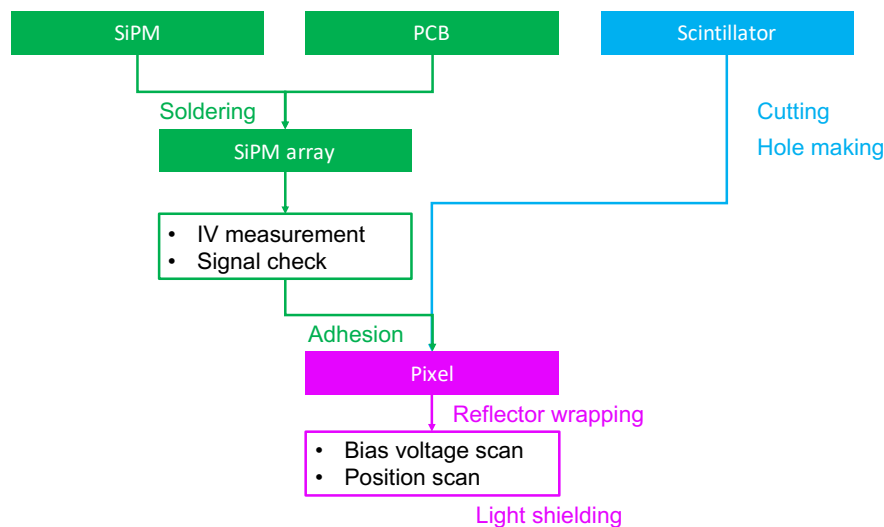 SiPM
PCB
Scintillator
Soldering
Cutting
Hole making
SiPM array
• IV measurement
• Signal check
Adhesion
Pixel
Reflector wrapping
• Bias voltage scan
• Position scan
Light shielding